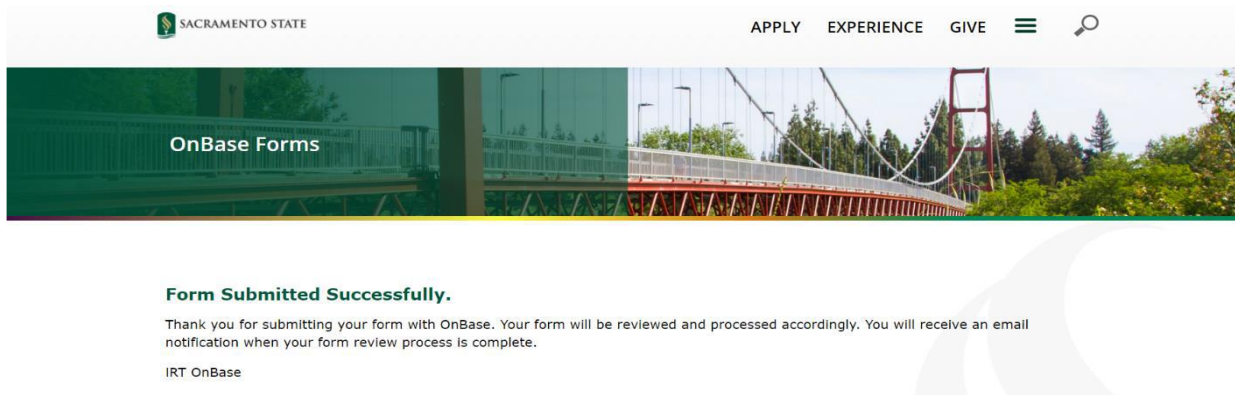 SACRAMENTO STATE
APPLY EXPERIENCE GIVE
OnBase Forms
Form Submitted Successfully.
Thank you for submitting your form with OnBase. Your form will be reviewed and processed accordingly. You will receive an email
notification when your form review process is complete.
IRT OnBase